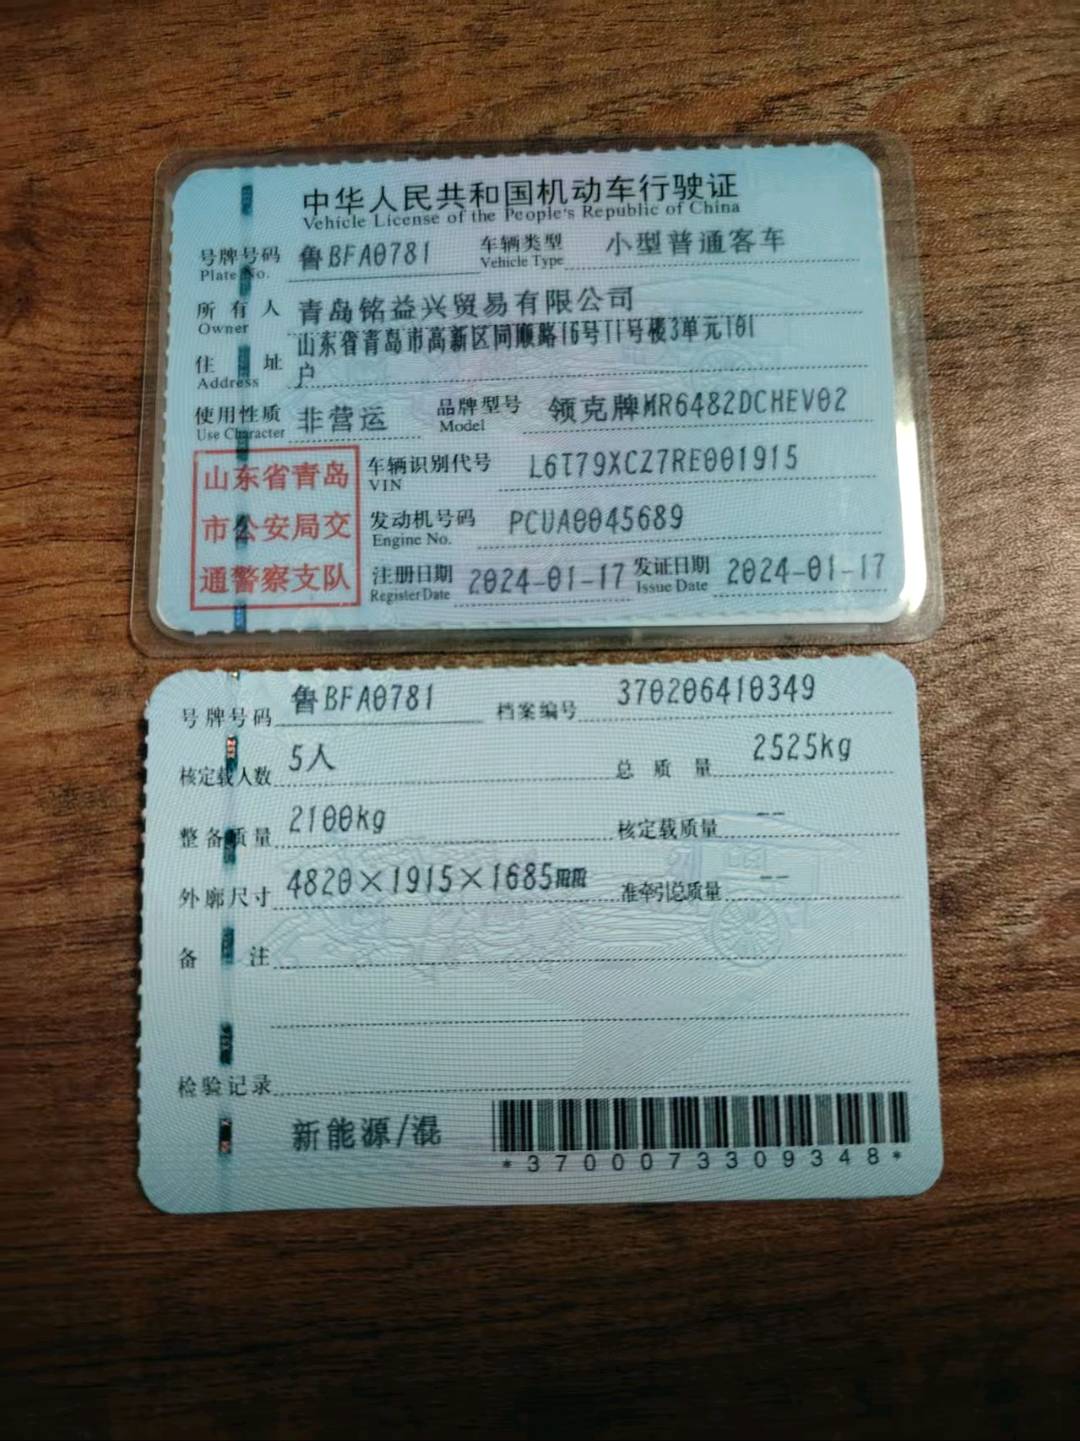 中华人民共和国机动车行驶证
Vehicle License of the People's Republic of China
号牌号码 鲁BFA0781 车辆类型 小型普通客车
Plate No. Vehicle Type
所有人 青岛铭益兴贸易有限公司
Owner
住址 山东省青岛市高新区同顺路16号11号楼3单元101
Address 户
使用性质 非营运 品牌型号 领克牌MR6482DCHEV02
Use Character Model
山东省青岛
市公安局交
通警察支队
车辆识别代号 L6T79XCZ7RE001915
VIN
发动机号码 PCUA0045689
Engine No.
注册日期 2024-01-17 发证日期 2024-01-17
Register Date Issue Date
号牌号码 鲁BFA0781 档案编号 370206410349
核定载人数 5人 总质量 2525kg
整备质量 2100kg 核定载质量 --
外廓尺寸 4820×1915×1685mm 准牵引总质量 --
备注
检验记录
新能源/混
*3700073309348*